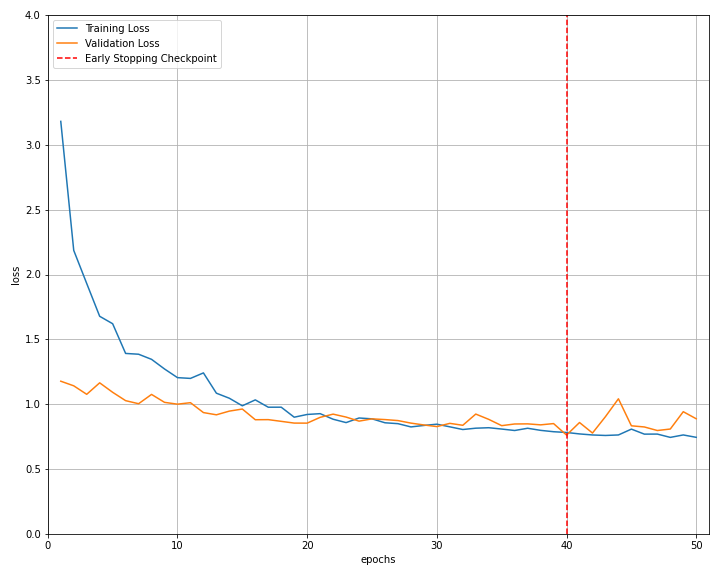 4.0
Training Loss
Validation Loss
Early Stopping Checkpoint
3.5
3.0
2.5
2.0
loss
1.5
1.0
0.5
0.0
0 10 20 30 40 50
epochs